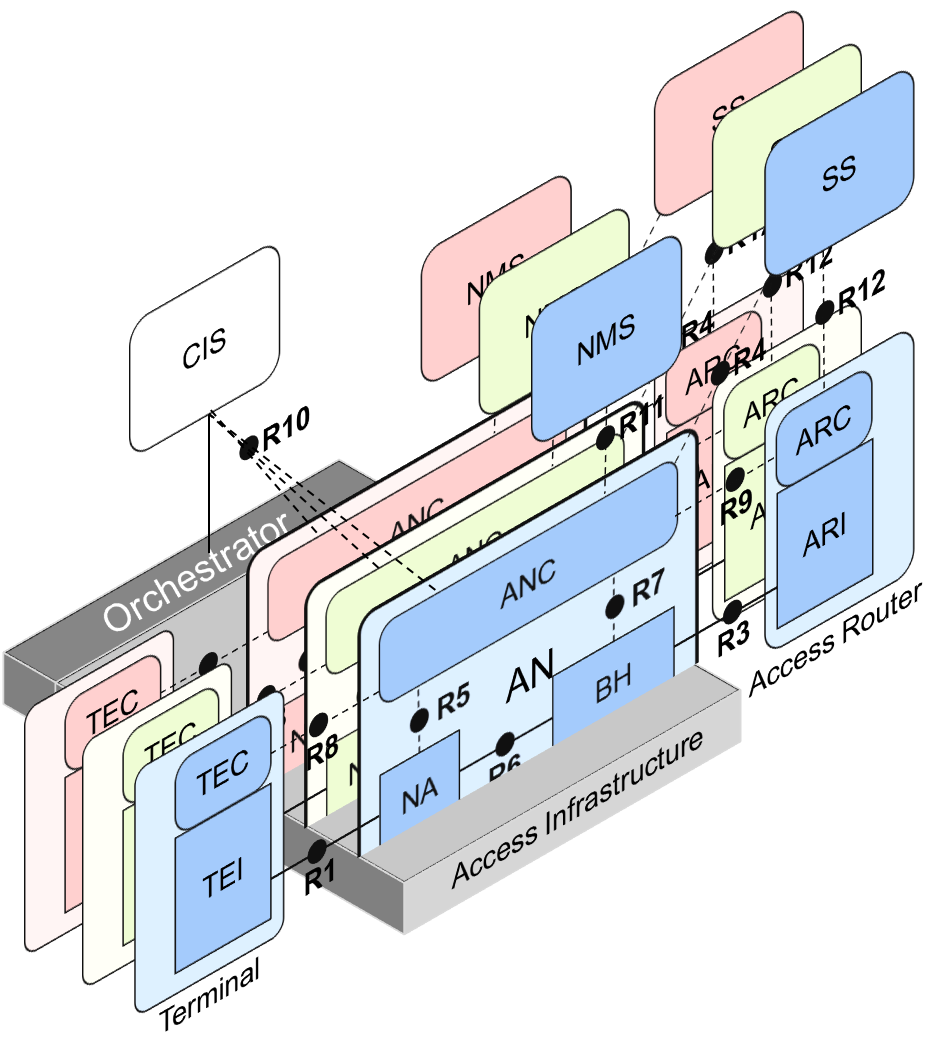 SS
SS
R12
R12
NMS
NMS
R4
ARC
R4
ARC
CIS
R10
R11
ARC
R9
ARI
Orchestrator
ANC
ANC
ANC
R7
AN
BH
R3
Access Router
TEC
TEC
TEC
R8
R5
R6
NA
Access Infrastructure
R1
TEI
Terminal